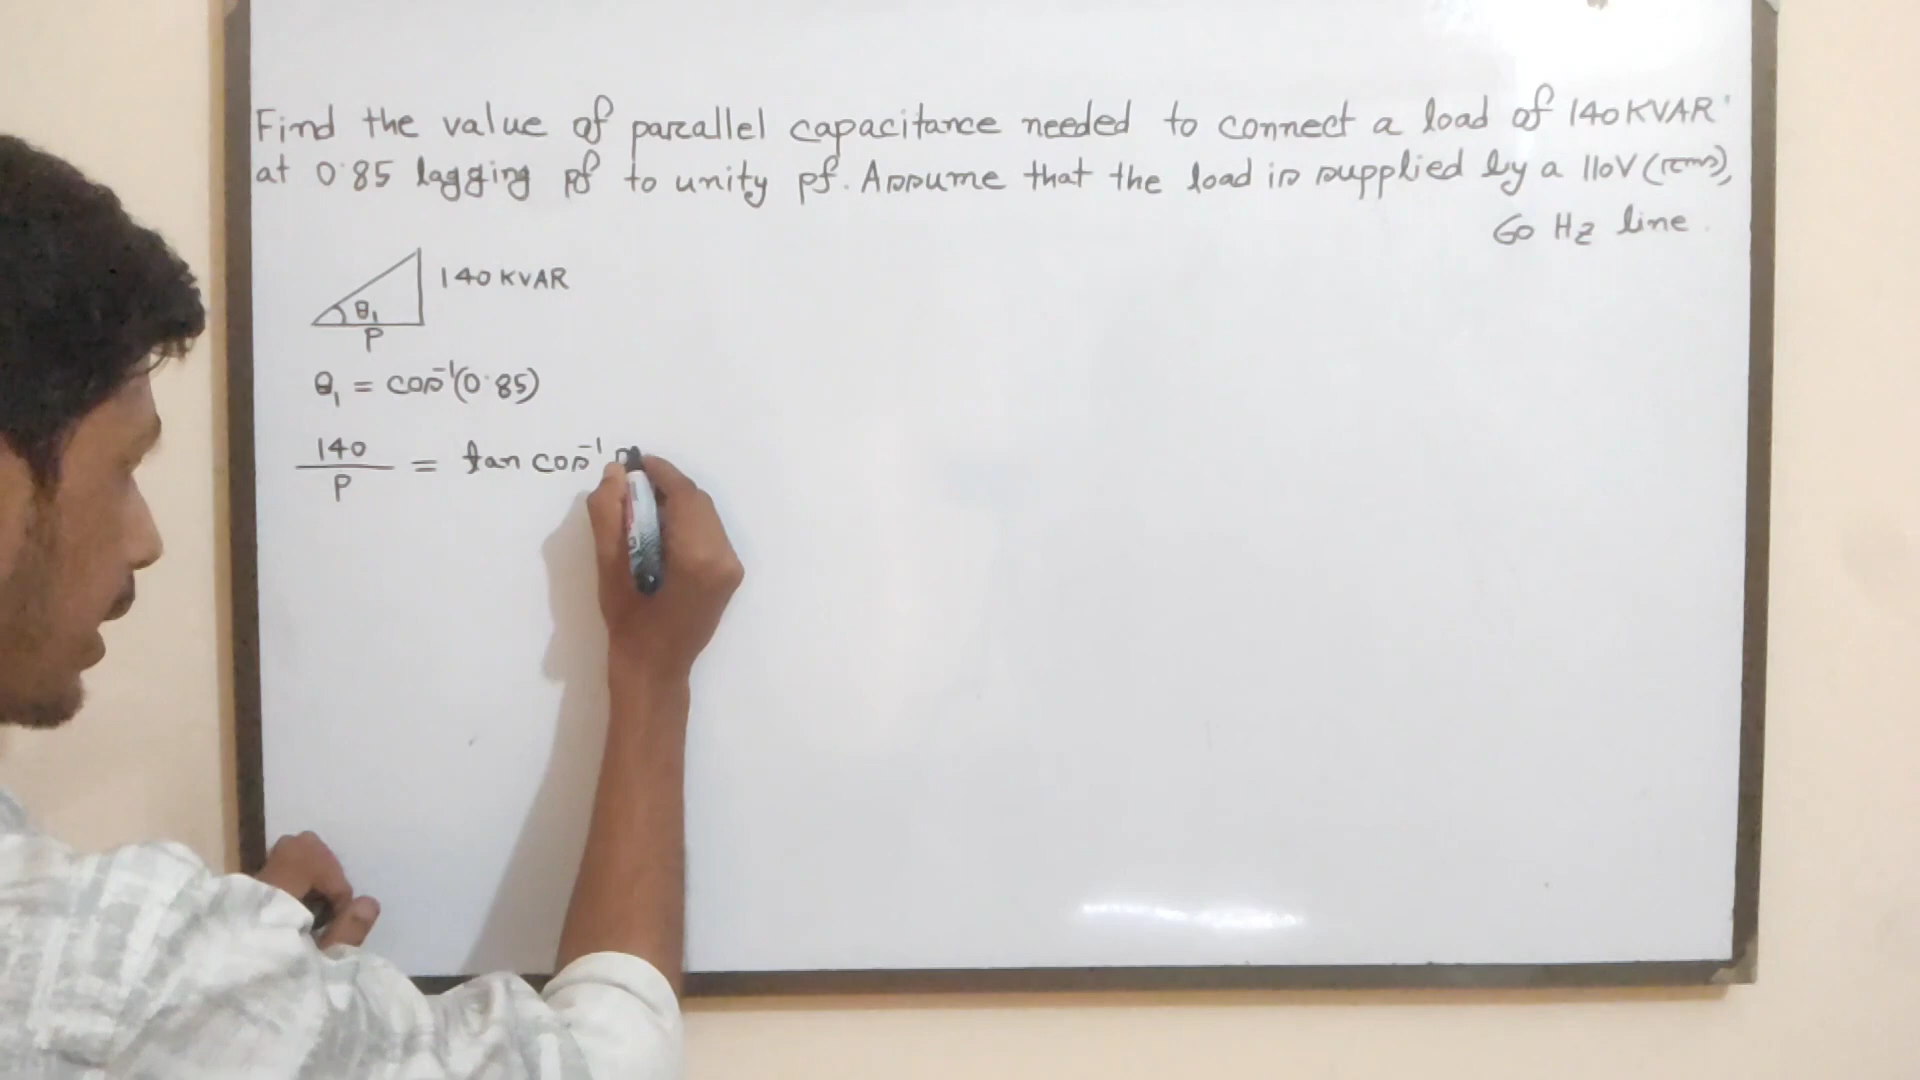 Find the value of parallel capacitance needed to connect a load of 140 KVAR
at 0.85 lagging pf to unity pf. Assume that the load is supplied by a 110V (rms),
60 Hz line.
140 KVAR
θ₁
P
θ₁ = cos⁻¹(0.85)
140
P
= tan cos⁻¹